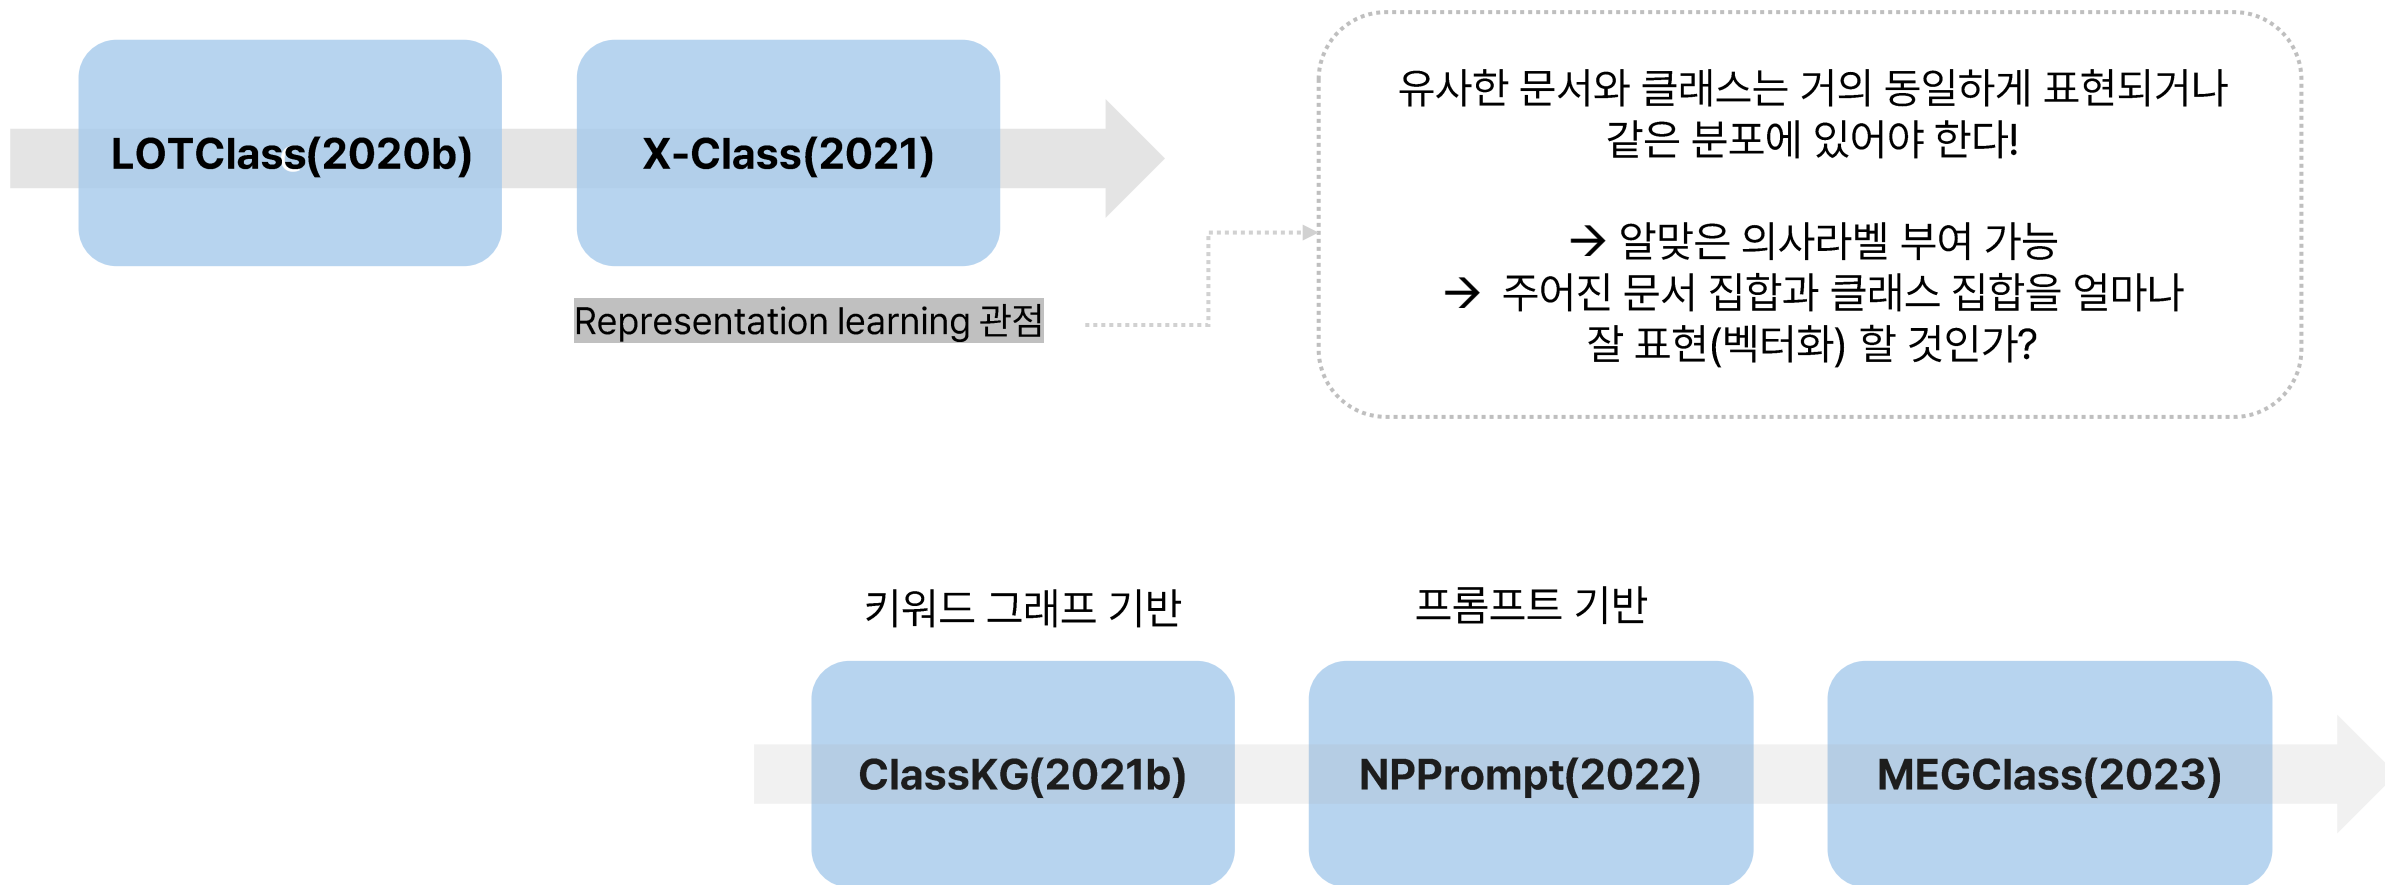 LOTClass(2020b)
X-Class(2021)
Representation learning 관점
유사한 문서와 클래스는 거의 동일하게 표현되거나
같은 분포에 있어야 한다!
→ 알맞은 의사라벨 부여 가능
→ 주어진 문서 집합과 클래스 집합을 얼마나
잘 표현(벡터화) 할 것인가?
키워드 그래프 기반
프롬프트 기반
ClassKG(2021b)
NPPrompt(2022)
MEGClass(2023)